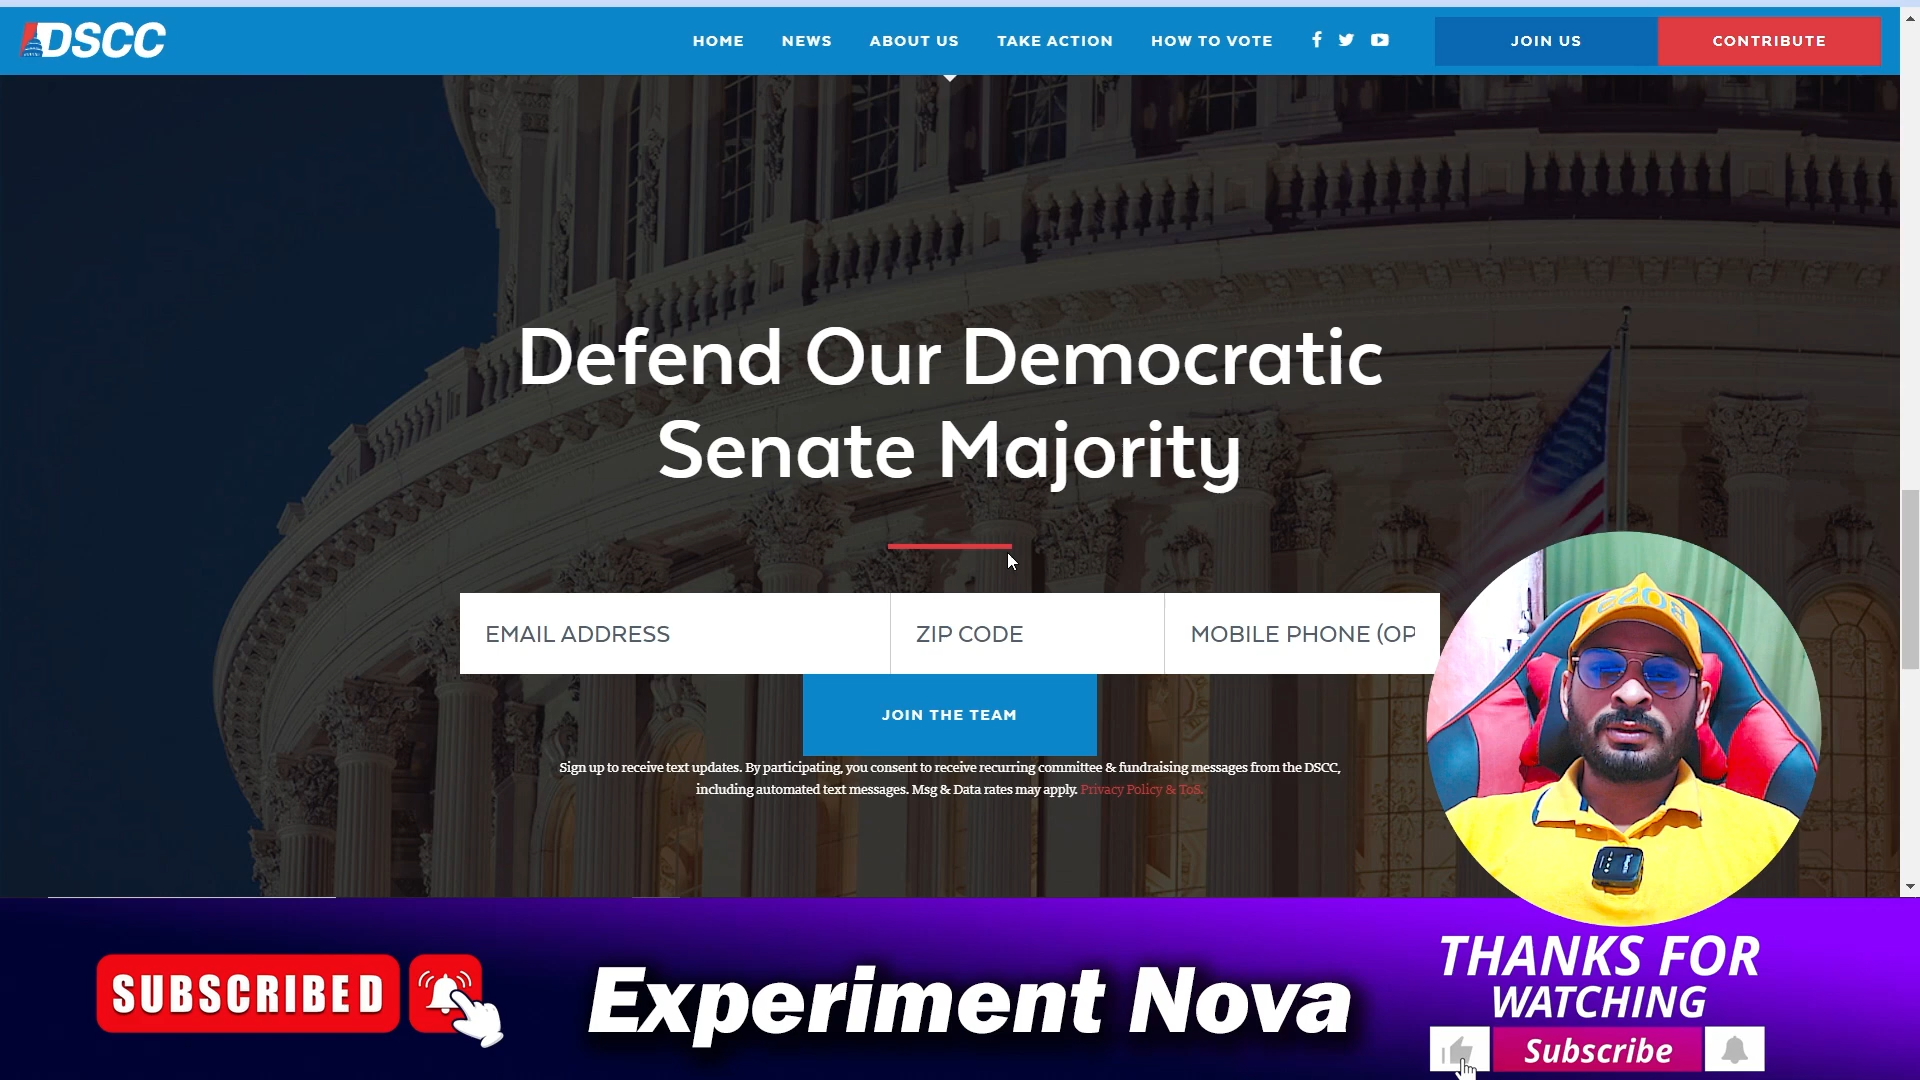 DSCC
HOME NEWS ABOUT US TAKE ACTION HOW TO VOTE JOIN US CONTRIBUTE
Defend Our Democratic
Senate Majority
EMAIL ADDRESS ZIP CODE MOBILE PHONE (OP
JOIN THE TEAM
Sign up to receive text updates. By participating, you consent to receive recurring committee & fundraising messages from the DSCC,
including automated text messages. Msg & Data rates may apply. Privacy Policy & ToS.
SUBSCRIBED
Experiment Nova
THANKS FOR
WATCHING
Subscribe